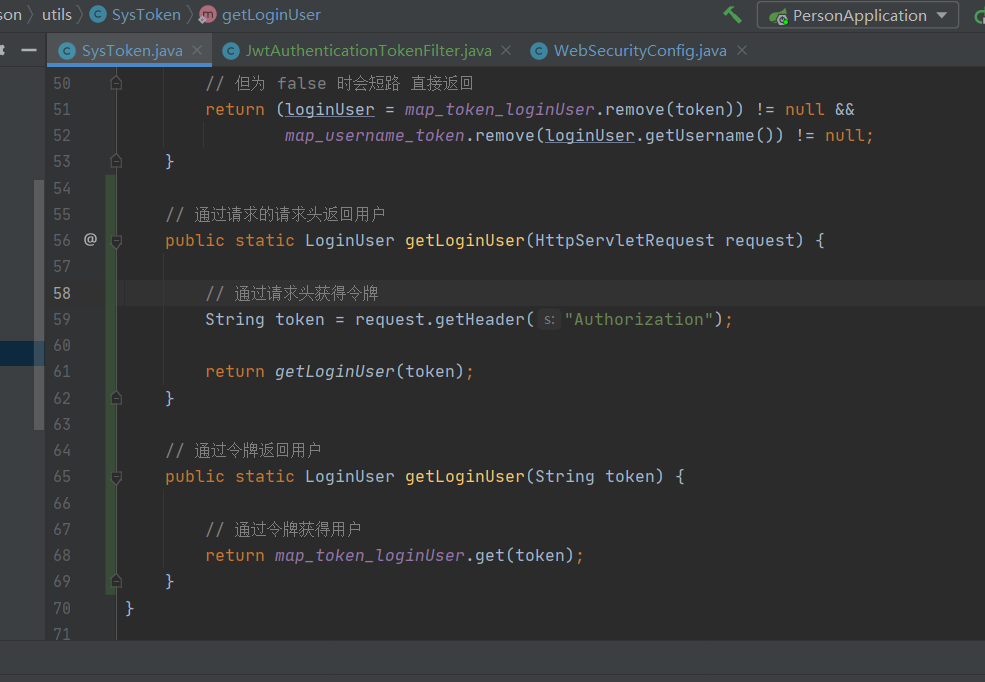 son utils SysToken getLoginUser PersonApplication
SysToken.java JwtAuthenticationTokenFilter.java WebSecurityConfig.java
50 // 但为 false 时会短路 直接返回
51 return (loginUser = map_token_loginUser.remove(token)) != null &&
52 map_username_token.remove(loginUser.getUsername()) != null;
53 }
54
55 // 通过请求的请求头返回用户
56 @ public static LoginUser getLoginUser(HttpServletRequest request) {
57
58 // 通过请求头获得令牌
59 String token = request.getHeader( s: "Authorization");
60
61 return getLoginUser(token);
62 }
63
64 // 通过令牌返回用户
65 public static LoginUser getLoginUser(String token) {
66
67 // 通过令牌获得用户
68 return map_token_loginUser.get(token);
69 }
70 }
71